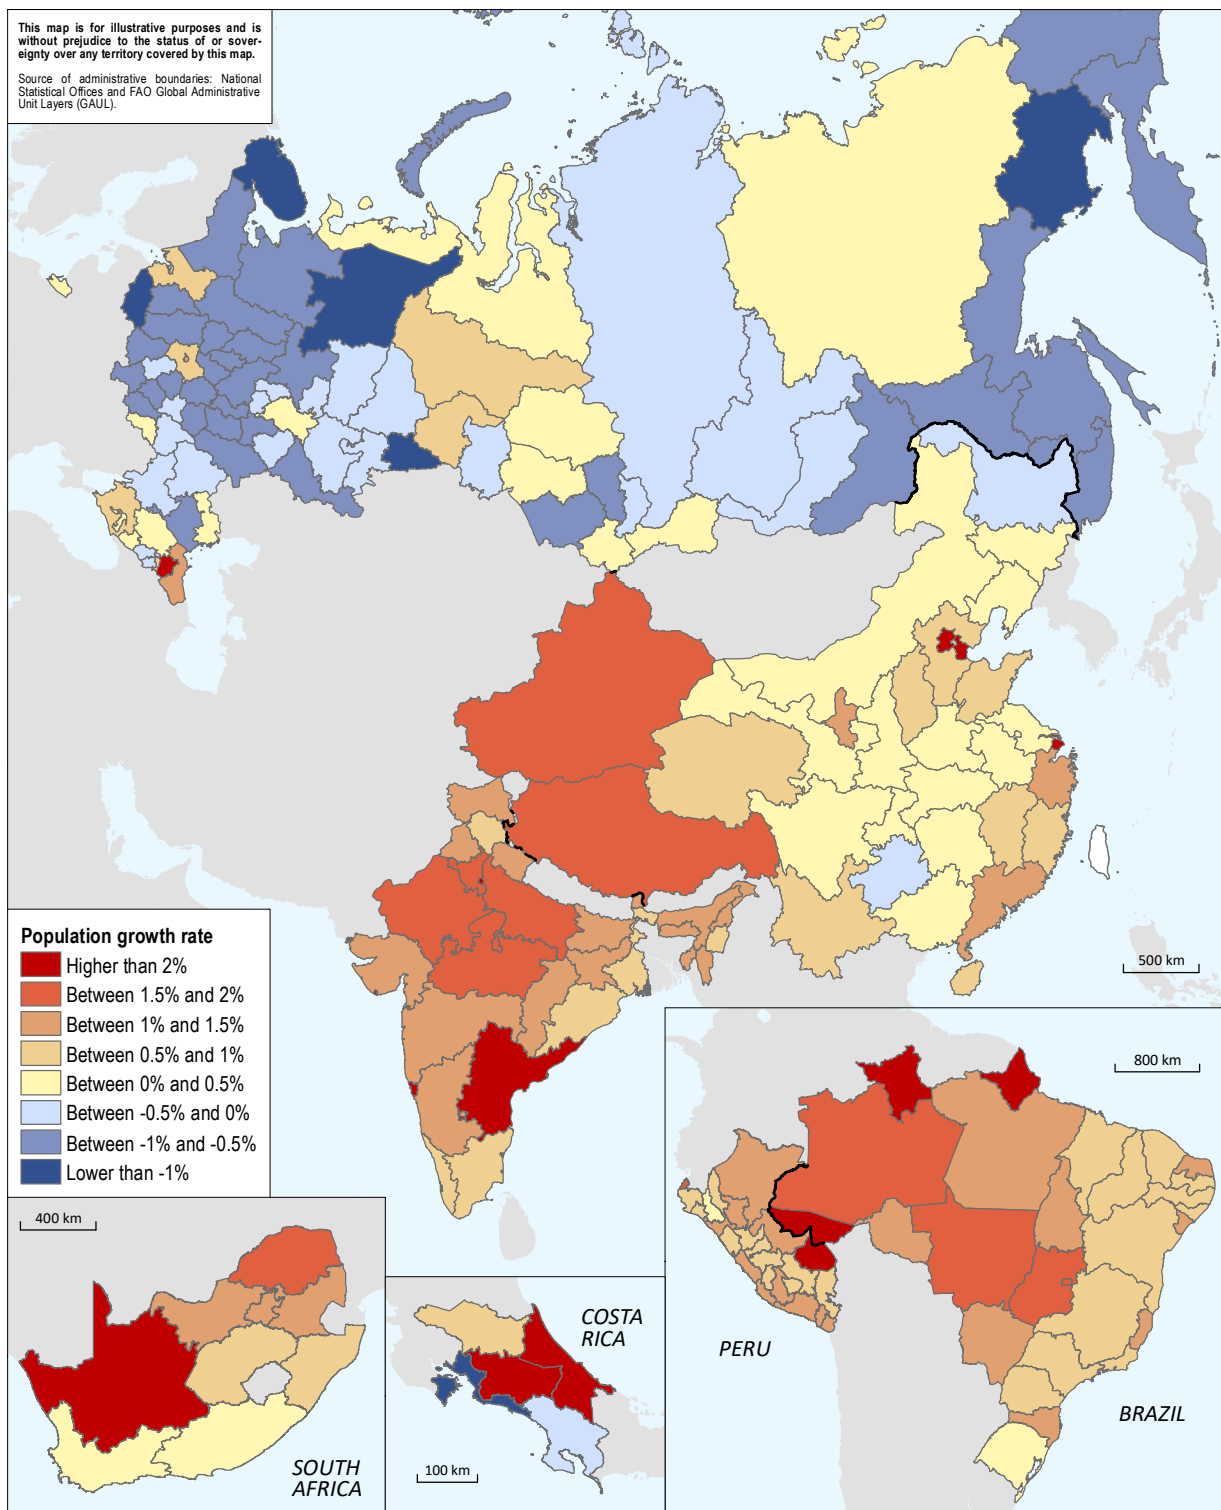 This map is for illustrative purposes and is
without prejudice to the status of or sover-
eignty over any territory covered by this map.
Source of administrative boundaries: National
Statistical Offices and FAO Global Administrative
Unit Layers (GAUL).
Population growth rate
Higher than 2%
Between 1.5% and 2%
Between 1% and 1.5%
Between 0.5% and 1%
Between 0% and 0.5%
Between -0.5% and 0%
Between -1% and -0.5%
Lower than -1%
500 km
800 km
PERU
BRAZIL
400 km
SOUTH
AFRICA
COSTA
RICA
100 km